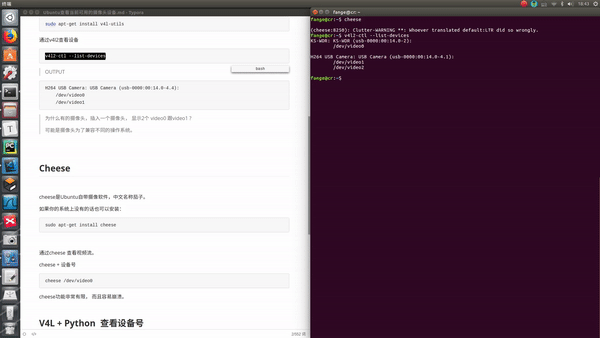 终端
18:43
Ubuntu查看当前可用的摄像头设备.md - Typora
sudo apt-get install v4l-utils
通过v4l2查看设备
v4l2-ctl --list-devices
bash
OUTPUT
H264 USB Camera: USB Camera (usb-0000:00:14.0-4.4):
/dev/video0
/dev/video1
为什么有的摄像头，插入一个摄像头， 显示2个 video0 跟video1 ?
可能是摄像头为了兼容不同的操作系统。
Cheese
cheese是Ubuntu自带摄像软件，中文名称茄子。
如果你的系统上没有的话也可以安装:
sudo apt-get install cheese
通过cheese 查看视频流。
cheese + 设备号
cheese /dev/video0
cheese功能非常有限， 而且容易崩溃。
V4L + Python 查看设备号
fange@cr: ~
fange@cr:~$ cheese
(cheese:8250): Clutter-WARNING **: Whoever translated default:LTR did so wrongly.
fange@cr:~$ v4l2-ctl --list-devices
KS-WDR: KS-WDR (usb-0000:00:14.0-2):
/dev/video0
H264 USB Camera: USB Camera (usb-0000:00:14.0-4.1):
/dev/video1
/dev/video2
fange@cr:~$